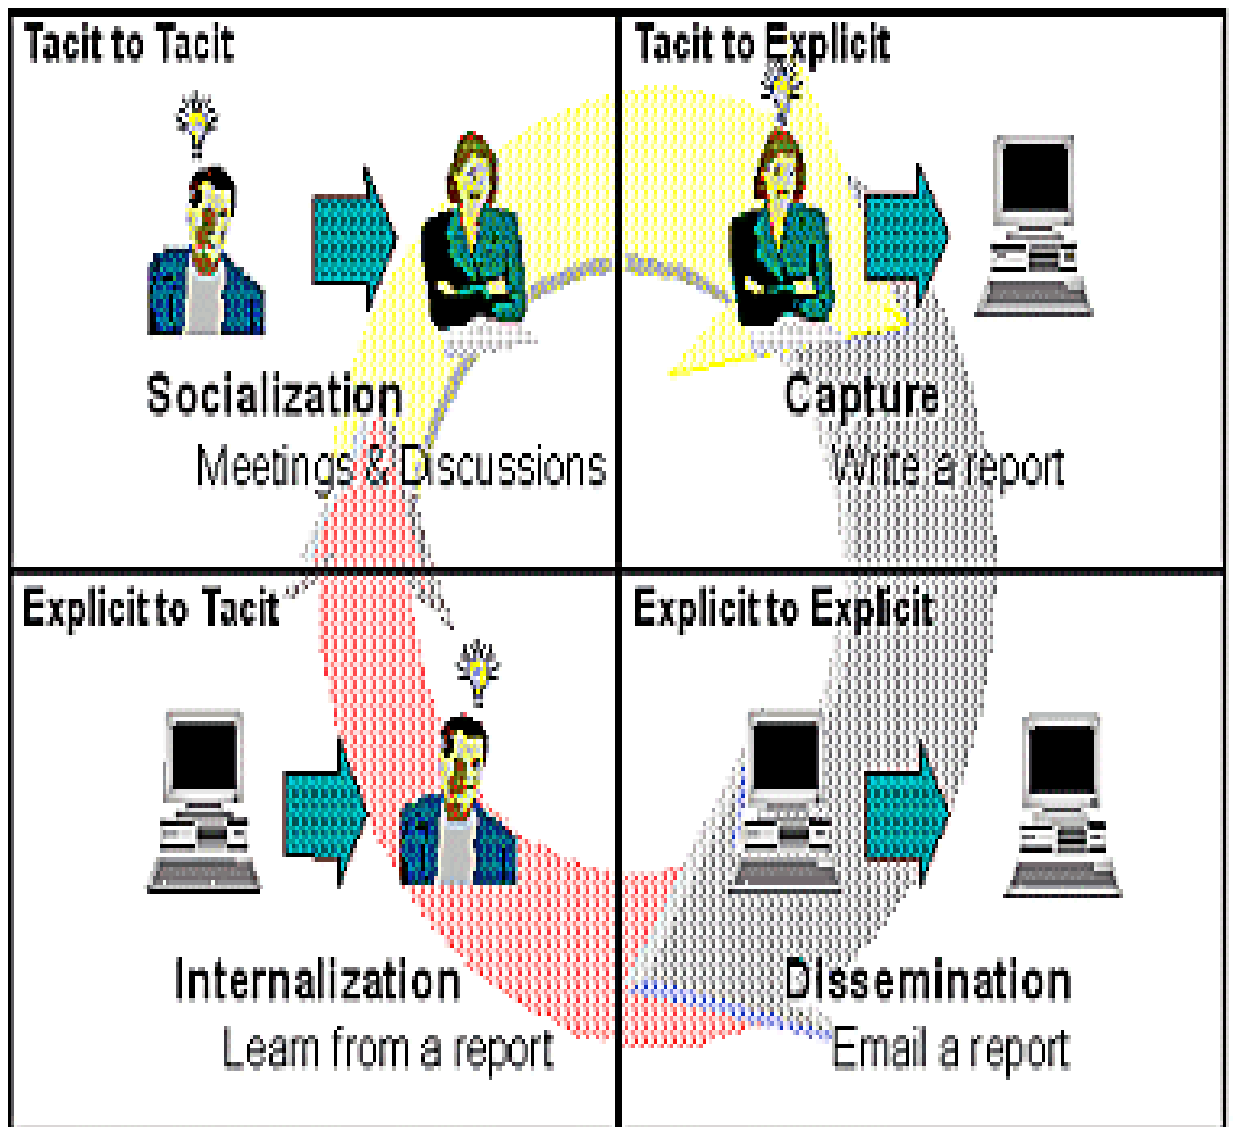 Tacit to Tacit
Socialization
Meetings & Discussions
Tacit to Explicit
Capture
Write a report
Explicit to Tacit
Internalization
Learn from a report
Explicit to Explicit
Dissemination
Email a report